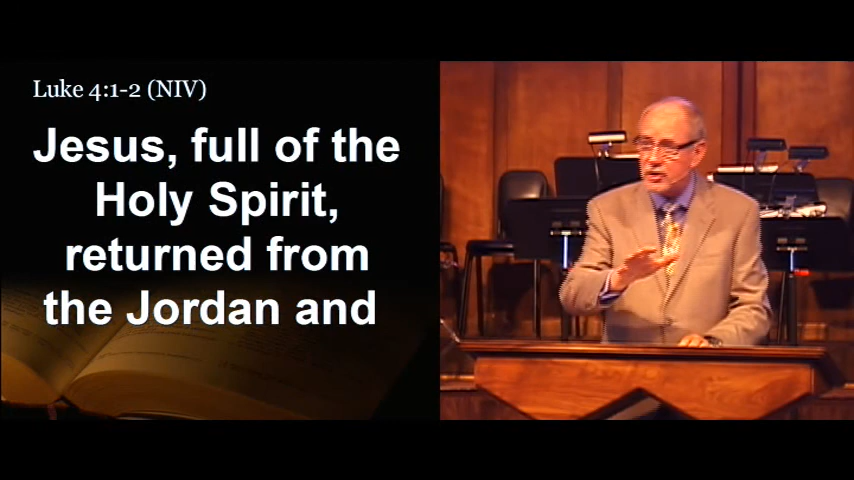 Luke 4:1-2 (NIV)
Jesus, full of the
Holy Spirit,
returned from
the Jordan and